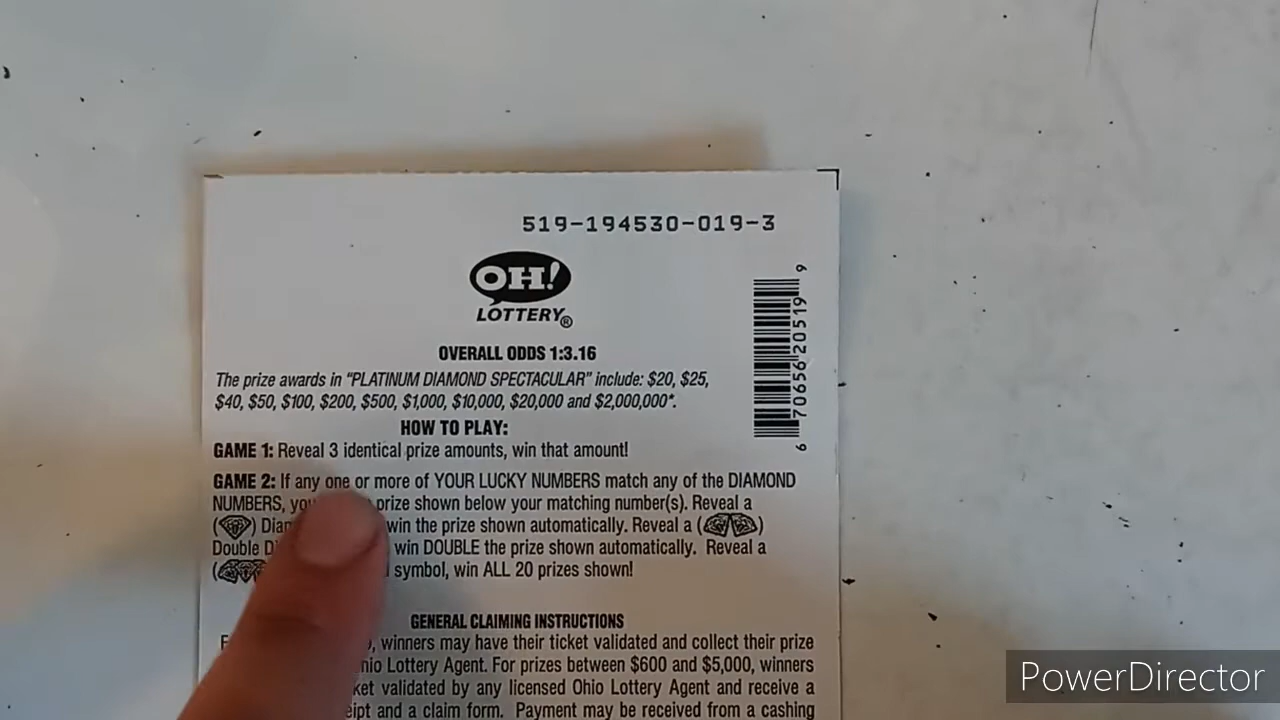 519-194530-019-3
OH!
LOTTERY®
6 70656 20519 9
OVERALL ODDS 1:3.16
The prize awards in "PLATINUM DIAMOND SPECTACULAR" include: $20, $25,
$40, $50, $100, $200, $500, $1,000, $10,000, $20,000 and $2,000,000*.
HOW TO PLAY:
GAME 1: Reveal 3 identical prize amounts, win that amount!
GAME 2: If any one or more of YOUR LUCKY NUMBERS match any of the DIAMOND
NUMBERS, prize shown below your matching number(s). Reveal a
( ) win the prize shown automatically. Reveal a ( )
Double win DOUBLE the prize shown automatically. Reveal a
( symbol, win ALL 20 prizes shown!
GENERAL CLAIMING INSTRUCTIONS
winners may have their ticket validated and collect their prize
Lottery Agent. For prizes between $600 and $5,000, winners
validated by any licensed Ohio Lottery Agent and receive a
and a claim form. Payment may be received from a cashing
PowerDirector